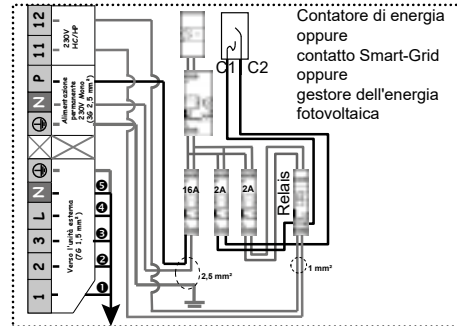 Contatore di energia
oppure
contatto Smart-Grid
oppure
gestore dell'energia
fotovoltaica
C1 C2
12
11
230V
HC/HP
P
N
Alimentazione
permanente
230V Mono
(3G 2,5 mm²)
N
L
3
2
1
Verso l'unità esterna
(7G 1,5 mm²)
5
4
3
2
1
16A
2A
2A
Relais
2,5 mm²
1 mm²